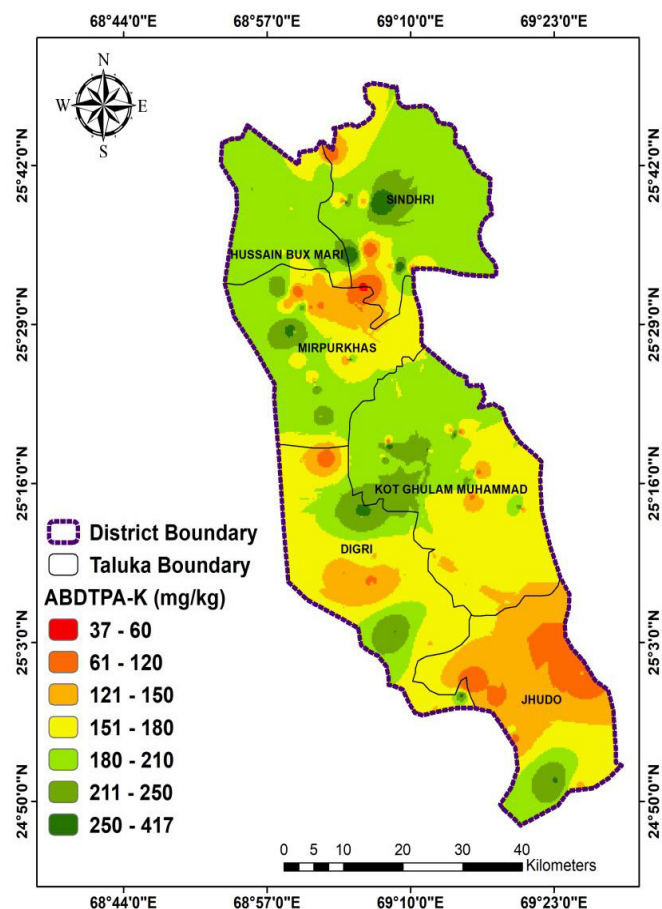 68°44'0"E 68°57'0"E 69°10'0"E 69°23'0"E
N
W E
S
25°42'0"N 25°42'0"N
SINDHRI
HUSSAIN BUX MARI
25°29'0"N 25°29'0"N
MIRPURKHAS
25°16'0"N 25°16'0"N
KOT GHULAM MUHAMMAD
District Boundary
DIGRI
Taluka Boundary
ABDTPA-K (mg/kg)
37 - 60
25°3'0"N 25°3'0"N
61 - 120
121 - 150
JHUDO
151 - 180
180 - 210
211 - 250
24°50'0"N 24°50'0"N
250 - 417
0 5 10 20 30 40
Kilometers
68°44'0"E 68°57'0"E 69°10'0"E 69°23'0"E